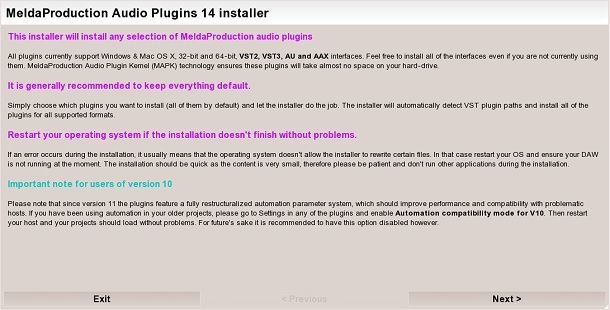 MeldaProduction Audio Plugins 14 installer
This installer will install any selection of MeldaProduction audio plugins
All plugins currently support Windows & Mac OS X, 32-bit and 64-bit, VST2, VST3, AU and AAX interfaces. Feel free to install all of the interfaces even if you are not currently using
them. MeldaProduction Audio Plugin Kernel (MAPK) technology ensures these plugins will take almost no space on your hard-drive.
It is generally recommended to keep everything default.
Simply choose which plugins you want to install (all of them by default) and let the installer do the job. The installer will automatically detect VST plugin paths and install all of the
plugins for all supported formats.
Restart your operating system if the installation doesn't finish without problems.
If an error occurs during the installation, it usually means that the operating system doesn't allow the installer to rewrite certain files. In that case restart your OS and ensure your DAW
is not running at the moment. The installation should be quick as the content is very small, therefore please be patient and don't run other applications during the installation.
Important note for users of version 10
Please note that since version 11 the plugins feature a fully restructuralized automation parameter system, which should improve performance and compatibility with problematic
hosts. If you have been using automation in your older projects, please go to Settings in any of the plugins and enable Automation compatibility mode for V10. Then restart
your host and your projects should load without problems. For future's sake it is recommended to have this option disabled however.
Exit
< Previous
Next >